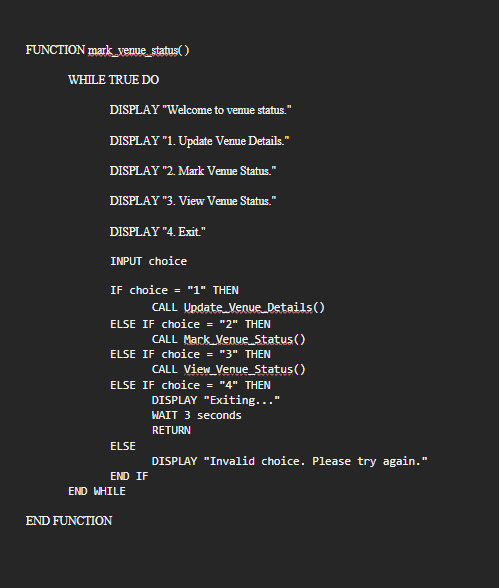 FUNCTION mark_venue_status( )
WHILE TRUE DO
DISPLAY "Welcome to venue status."
DISPLAY "1. Update Venue Details."
DISPLAY "2. Mark Venue Status."
DISPLAY "3. View Venue Status."
DISPLAY "4. Exit."
INPUT choice
IF choice = "1" THEN
CALL Update_Venue_Details()
ELSE IF choice = "2" THEN
CALL Mark_Venue_Status()
ELSE IF choice = "3" THEN
CALL View_Venue_Status()
ELSE IF choice = "4" THEN
DISPLAY "Exiting..."
WAIT 3 seconds
RETURN
ELSE
DISPLAY "Invalid choice. Please try again."
END IF
END WHILE
END FUNCTION